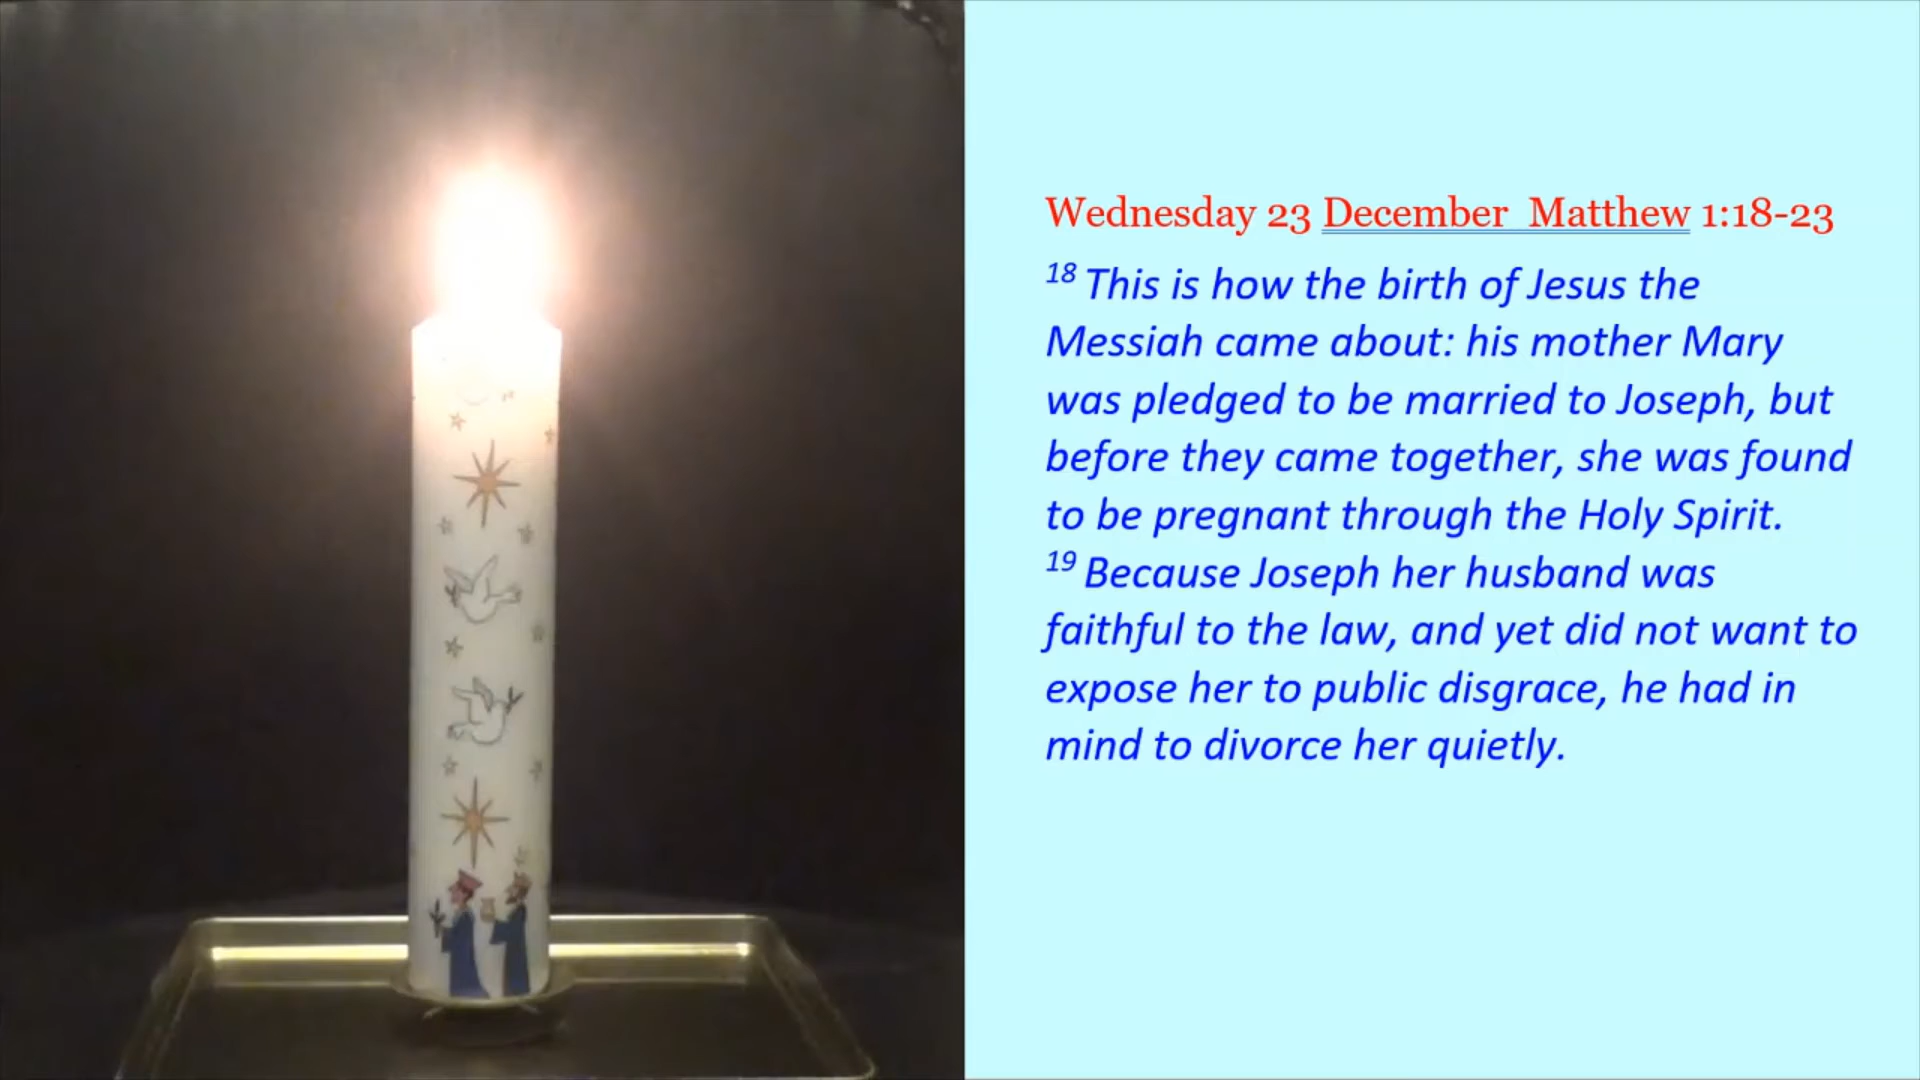 Wednesday 23 December  Matthew 1:18-23
18 This is how the birth of Jesus the
Messiah came about: his mother Mary
was pledged to be married to Joseph, but
before they came together, she was found
to be pregnant through the Holy Spirit.
19 Because Joseph her husband was
faithful to the law, and yet did not want to
expose her to public disgrace, he had in
mind to divorce her quietly.